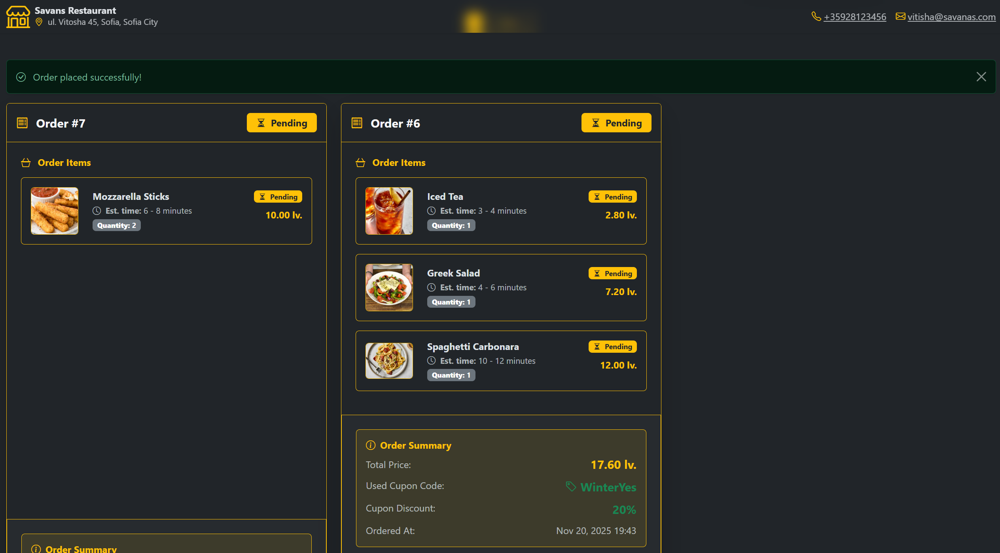 Savans Restaurant
ul. Vitosha 45, Sofia, Sofia City
+35928123456
vitisha@savanas.com
Order placed successfully!
Order #7
Pending
Order Items
Mozzarella Sticks
Pending
Est. time: 6 - 8 minutes
10.00 lv.
Quantity: 2
Order Summary
Order #6
Pending
Order Items
Iced Tea
Pending
Est. time: 3 - 4 minutes
2.80 lv.
Quantity: 1
Greek Salad
Pending
Est. time: 4 - 6 minutes
7.20 lv.
Quantity: 1
Spaghetti Carbonara
Pending
Est. time: 10 - 12 minutes
12.00 lv.
Quantity: 1
Order Summary
Total Price: 17.60 lv.
Used Cupon Code: WinterYes
Cupon Discount: 20%
Ordered At: Nov 20, 2025 19:43